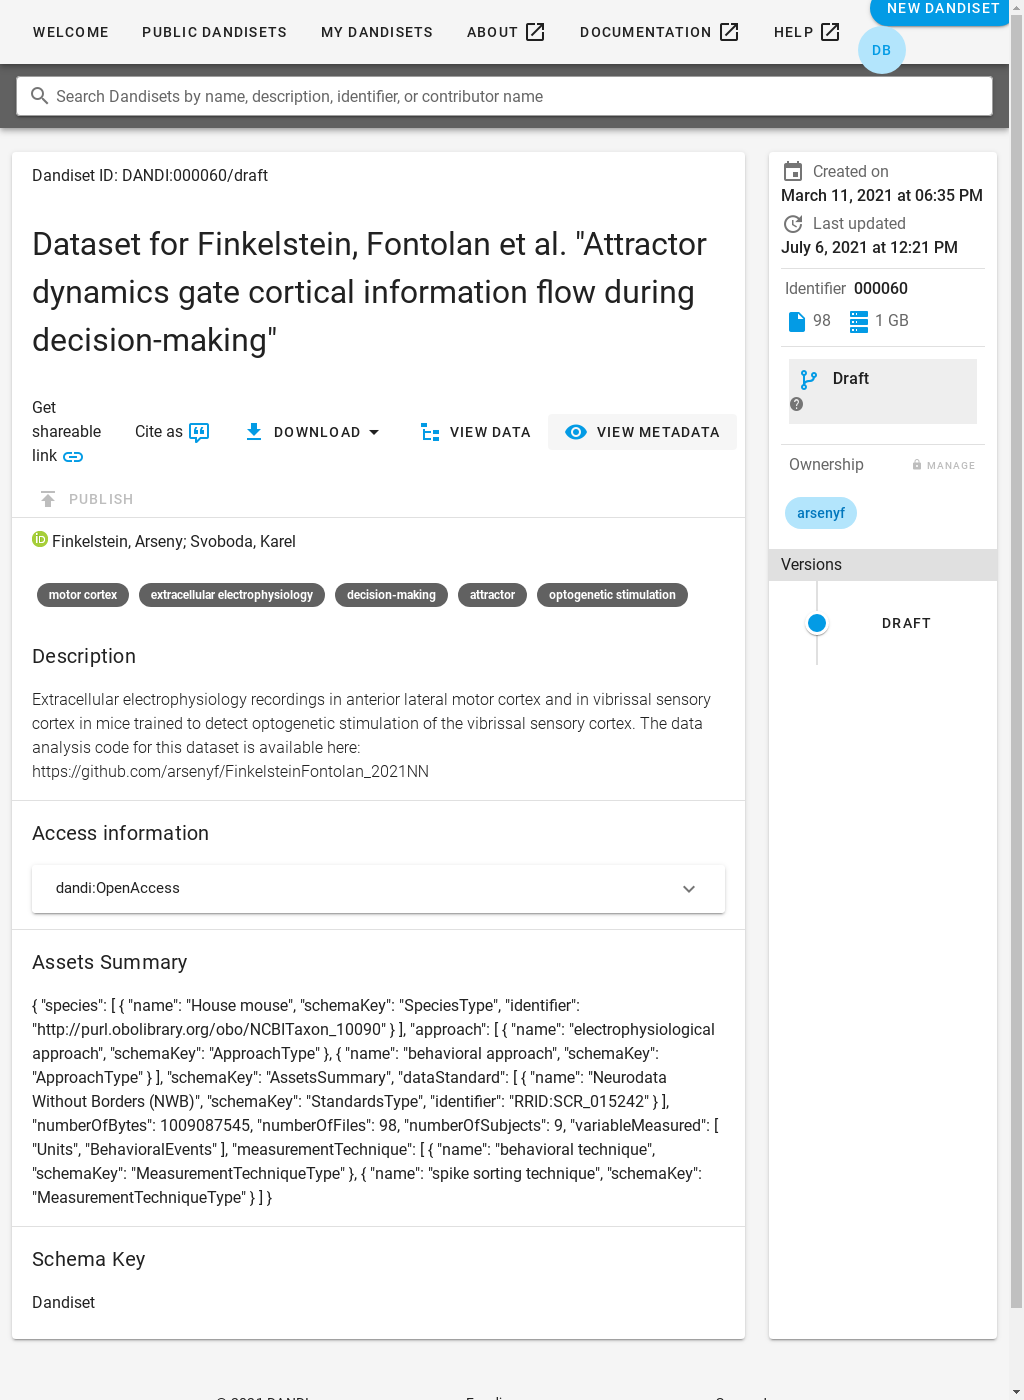 WELCOME PUBLIC DANDISETS MY DANDISETS ABOUT DOCUMENTATION HELP NEW DANDISET
DB
Search Dandisets by name, description, identifier, or contributor name
Dandiset ID: DANDI:000060/draft
Dataset for Finkelstein, Fontolan et al. "Attractor
dynamics gate cortical information flow during
decision-making"
Get
shareable
link
Cite as
DOWNLOAD
VIEW DATA
VIEW METADATA
PUBLISH
iD Finkelstein, Arseny; Svoboda, Karel
motor cortex extracellular electrophysiology decision-making attractor optogenetic stimulation
Description
Extracellular electrophysiology recordings in anterior lateral motor cortex and in vibrissal sensory
cortex in mice trained to detect optogenetic stimulation of the vibrissal sensory cortex. The data
analysis code for this dataset is available here:
https://github.com/arsenyf/FinkelsteinFontolan_2021NN
Access information
dandi:OpenAccess
Assets Summary
{ "species": [ { "name": "House mouse", "schemaKey": "SpeciesType", "identifier":
"http://purl.obolibrary.org/obo/NCBITaxon_10090" } ], "approach": [ { "name": "electrophysiological
approach", "schemaKey": "ApproachType" }, { "name": "behavioral approach", "schemaKey":
"ApproachType" } ], "schemaKey": "AssetsSummary", "dataStandard": [ { "name": "Neurodata
Without Borders (NWB)", "schemaKey": "StandardsType", "identifier": "RRID:SCR_015242" } ],
"numberOfBytes": 1009087545, "numberOfFiles": 98, "numberOfSubjects": 9, "variableMeasured": [
"Units", "BehavioralEvents" ], "measurementTechnique": [ { "name": "behavioral technique",
"schemaKey": "MeasurementTechniqueType" }, { "name": "spike sorting technique", "schemaKey":
"MeasurementTechniqueType" } ] }
Schema Key
Dandiset
Created on
March 11, 2021 at 06:35 PM
Last updated
July 6, 2021 at 12:21 PM
Identifier 000060
98 1 GB
Draft
?
Ownership MANAGE
arsenyf
Versions
DRAFT